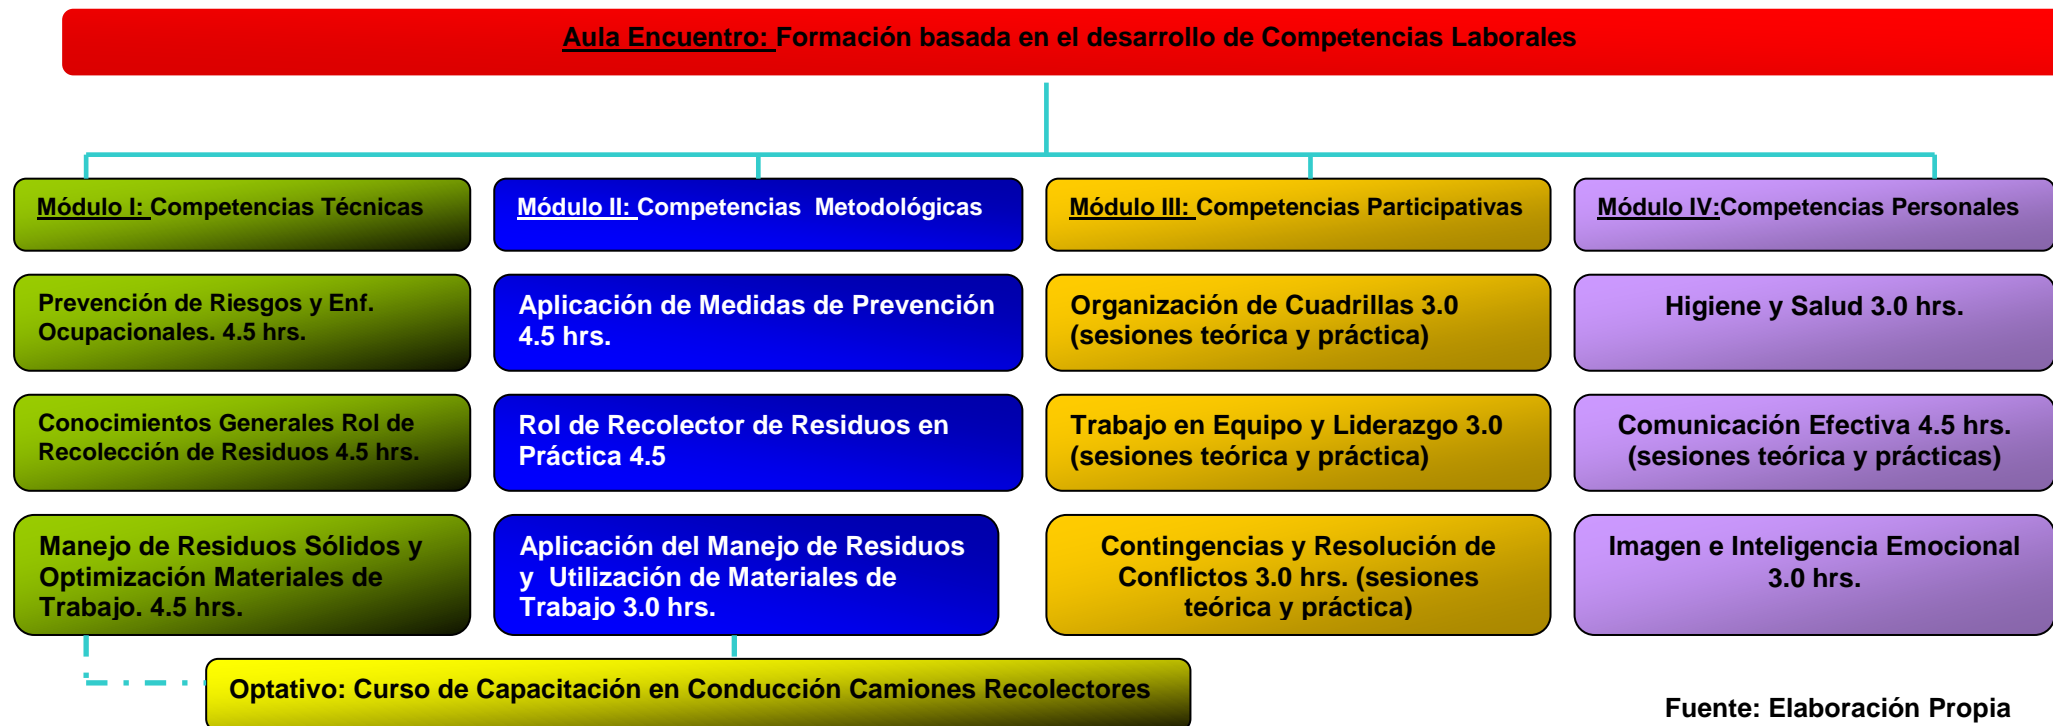 Aula Encuentro: Formación basada en el desarrollo de Competencias Laborales
Módulo I: Competencias Técnicas
Prevención de Riesgos y Enf.
Ocupacionales. 4.5 hrs.
Conocimientos Generales Rol de
Recolección de Residuos 4.5 hrs.
Manejo de Residuos Sólidos y
Optimización Materiales de
Trabajo. 4.5 hrs.
Módulo II: Competencias Metodológicas
Aplicación de Medidas de Prevención
4.5 hrs.
Rol de Recolector de Residuos en
Práctica 4.5
Aplicación del Manejo de Residuos
y Utilización de Materiales de
Trabajo 3.0 hrs.
Módulo III: Competencias Participativas
Organización de Cuadrillas 3.0
(sesiones teórica y práctica)
Trabajo en Equipo y Liderazgo 3.0
(sesiones teórica y práctica)
Contingencias y Resolución de
Conflictos 3.0 hrs. (sesiones
teórica y práctica)
Módulo IV:Competencias Personales
Higiene y Salud 3.0 hrs.
Comunicación Efectiva 4.5 hrs.
(sesiones teórica y prácticas)
Imagen e Inteligencia Emocional
3.0 hrs.
Optativo: Curso de Capacitación en Conducción Camiones Recolectores
Fuente: Elaboración Propia